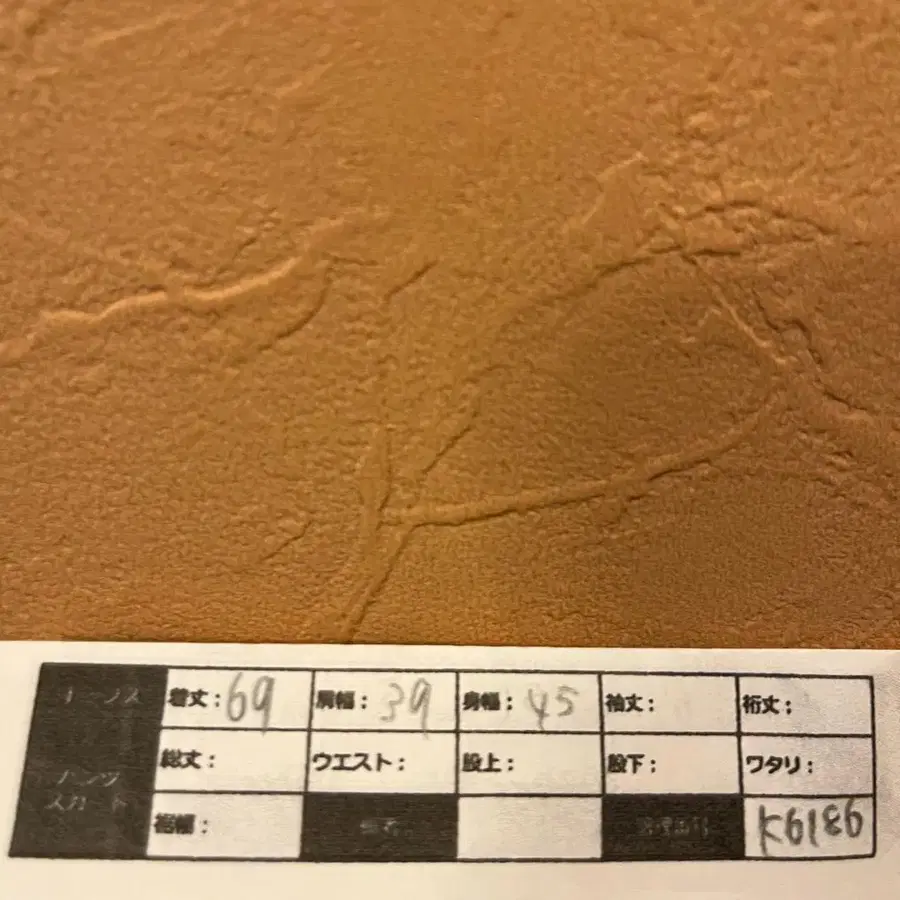 トップス 着丈：69 肩幅：39 身幅：45 袖丈： 裄丈：
パンツ 総丈： ウエスト： 股上： 股下： ワタリ：
スカート 裾幅： K6186